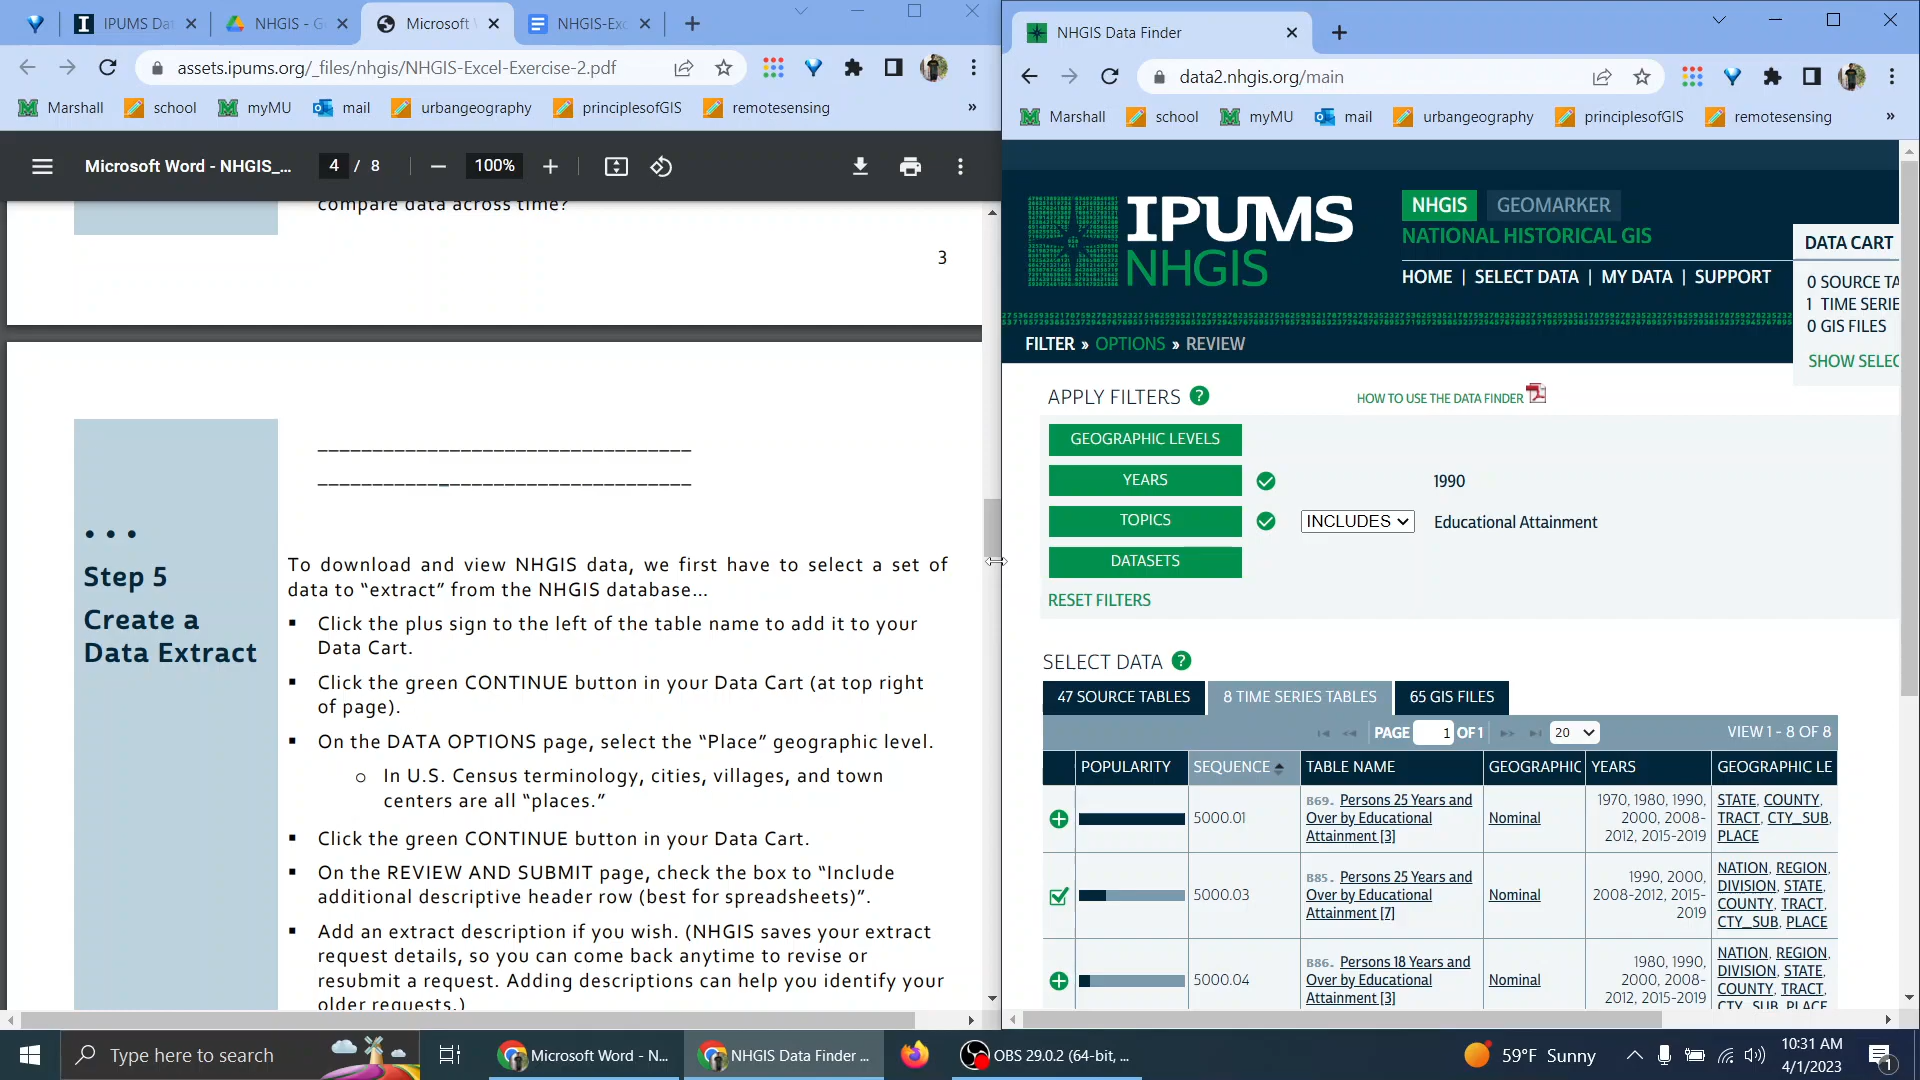 IPUMS Da
NHGIS - G
Microsoft
NHGIS-Exc
assets.ipums.org/_files/nhgis/NHGIS-Excel-Exercise-2.pdf
Marshall school myMU mail urbangeography principlesofGIS remotesensing »
Microsoft Word - NHGIS_... 4 / 8 100%
compare data across time?
3
_________________________________
_________________________________
• • •
Step 5
Create a
Data Extract
To download and view NHGIS data, we first have to select a set of
data to “extract” from the NHGIS database…
▪ Click the plus sign to the left of the table name to add it to your
Data Cart.
▪ Click the green CONTINUE button in your Data Cart (at top right
of page).
▪ On the DATA OPTIONS page, select the “Place” geographic level.
o In U.S. Census terminology, cities, villages, and town
centers are all “places.”
▪ Click the green CONTINUE button in your Data Cart.
▪ On the REVIEW AND SUBMIT page, check the box to “Include
additional descriptive header row (best for spreadsheets)”.
▪ Add an extract description if you wish. (NHGIS saves your extract
request details, so you can come back anytime to revise or
resubmit a request. Adding descriptions can help you identify your
older requests.)
NHGIS Data Finder
data2.nhgis.org/main
Marshall school myMU mail urbangeography principlesofGIS remotesensing »
IPUMS
NHGIS
NHGIS GEOMARKER
NATIONAL HISTORICAL GIS
HOME | SELECT DATA | MY DATA | SUPPORT
DATA CART
0 SOURCE TA
1 TIME SERIE
0 GIS FILES
SHOW SELEC
FILTER » OPTIONS » REVIEW
APPLY FILTERS ?
HOW TO USE THE DATA FINDER
GEOGRAPHIC LEVELS
YEARS 1990
TOPICS INCLUDES Educational Attainment
DATASETS
RESET FILTERS
SELECT DATA ?
47 SOURCE TABLES 8 TIME SERIES TABLES 65 GIS FILES
PAGE 1 OF 1 20 VIEW 1 - 8 OF 8
POPULARITY SEQUENCE TABLE NAME GEOGRAPHIC YEARS GEOGRAPHIC LE
5000.01
B69. Persons 25 Years and
Over by Educational
Attainment [3]
Nominal
1970, 1980, 1990,
2000, 2008-
2012, 2015-2019
STATE, COUNTY,
TRACT, CTY_SUB,
PLACE
5000.03
B85. Persons 25 Years and
Over by Educational
Attainment [7]
Nominal
1990, 2000,
2008-2012, 2015-
2019
NATION, REGION,
DIVISION, STATE,
COUNTY, TRACT,
CTY_SUB, PLACE
5000.04
B86. Persons 18 Years and
Over by Educational
Attainment [3]
Nominal
1980, 1990,
2000, 2008-
2012, 2015-2019
NATION, REGION,
DIVISION, STATE,
COUNTY, TRACT,
CTY_SUB, PLACE
Type here to search
Microsoft Word - N...
NHGIS Data Finder ...
OBS 29.0.2 (64-bit, ...
59°F Sunny
10:31 AM
4/1/2023
1